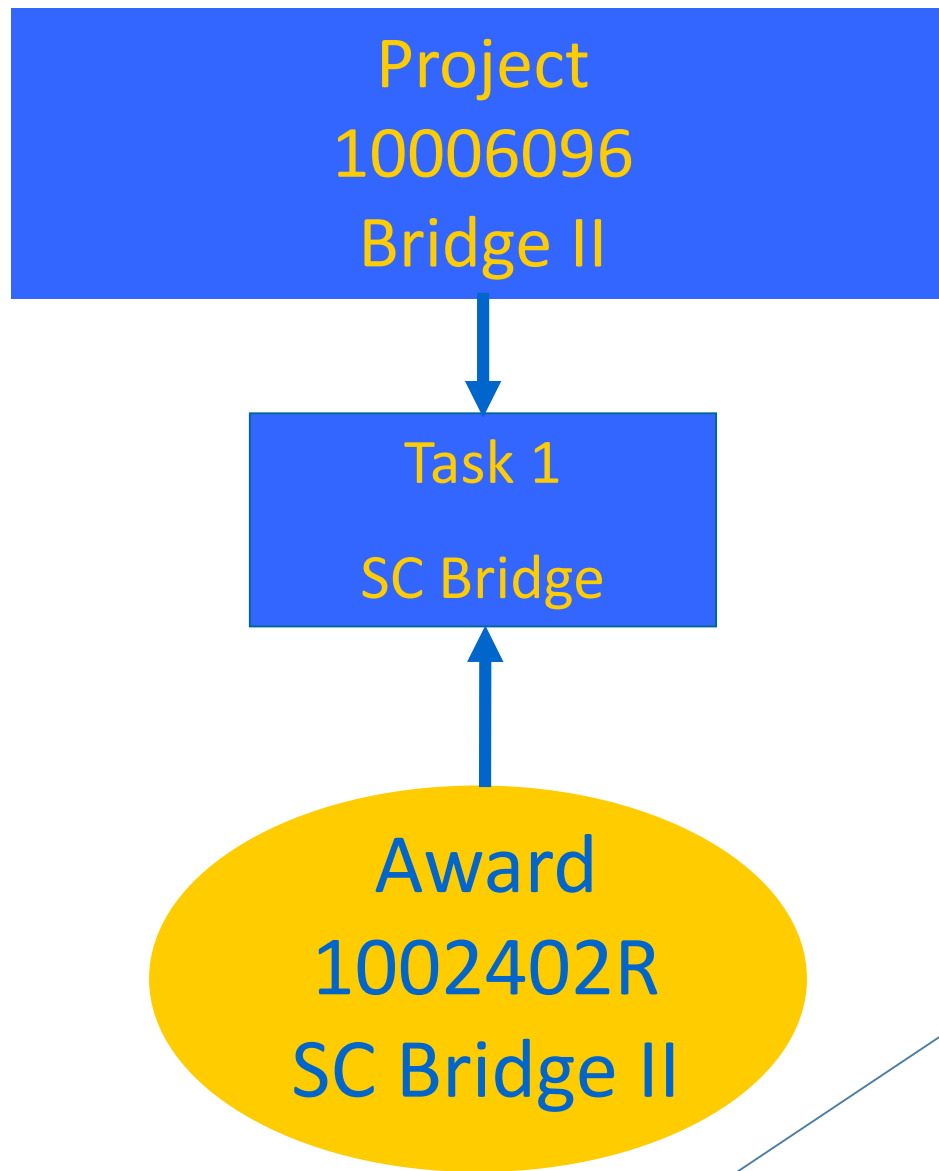 Project
10006096
Bridge II
Task 1
SC Bridge
Award
1002402R
SC Bridge II